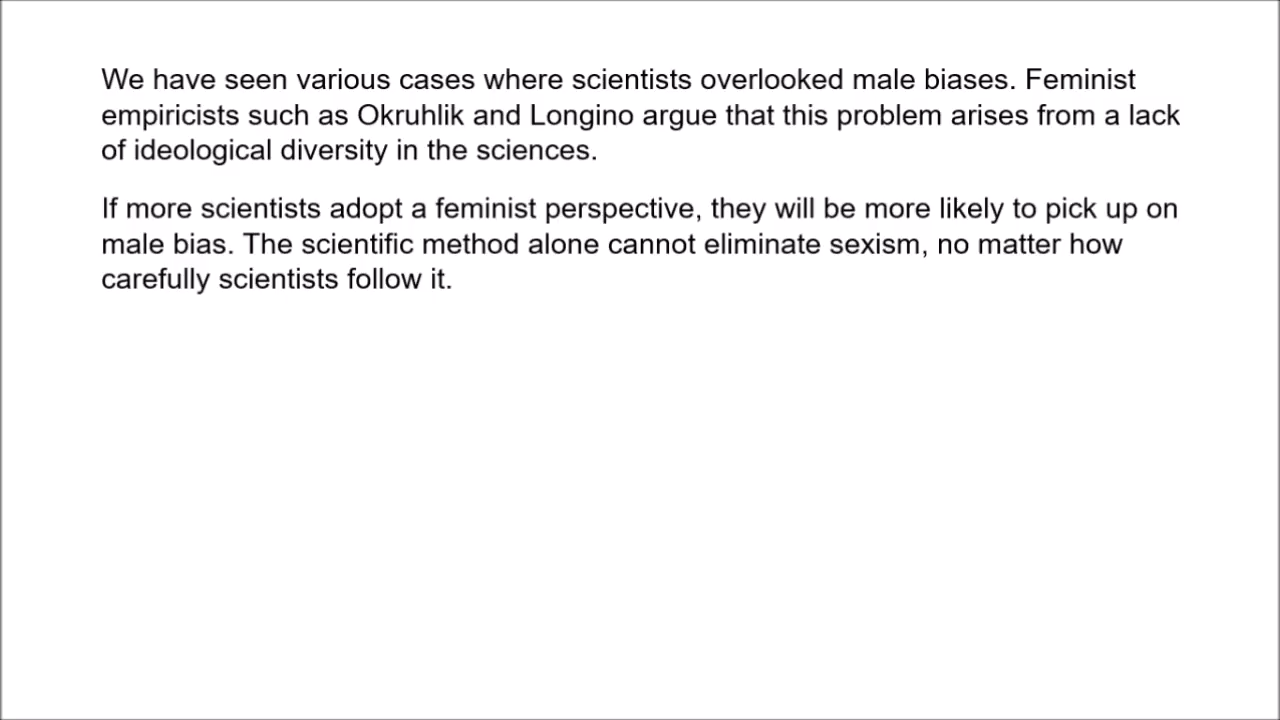 We have seen various cases where scientists overlooked male biases. Feminist
empiricists such as Okruhlik and Longino argue that this problem arises from a lack
of ideological diversity in the sciences.
If more scientists adopt a feminist perspective, they will be more likely to pick up on
male bias. The scientific method alone cannot eliminate sexism, no matter how
carefully scientists follow it.